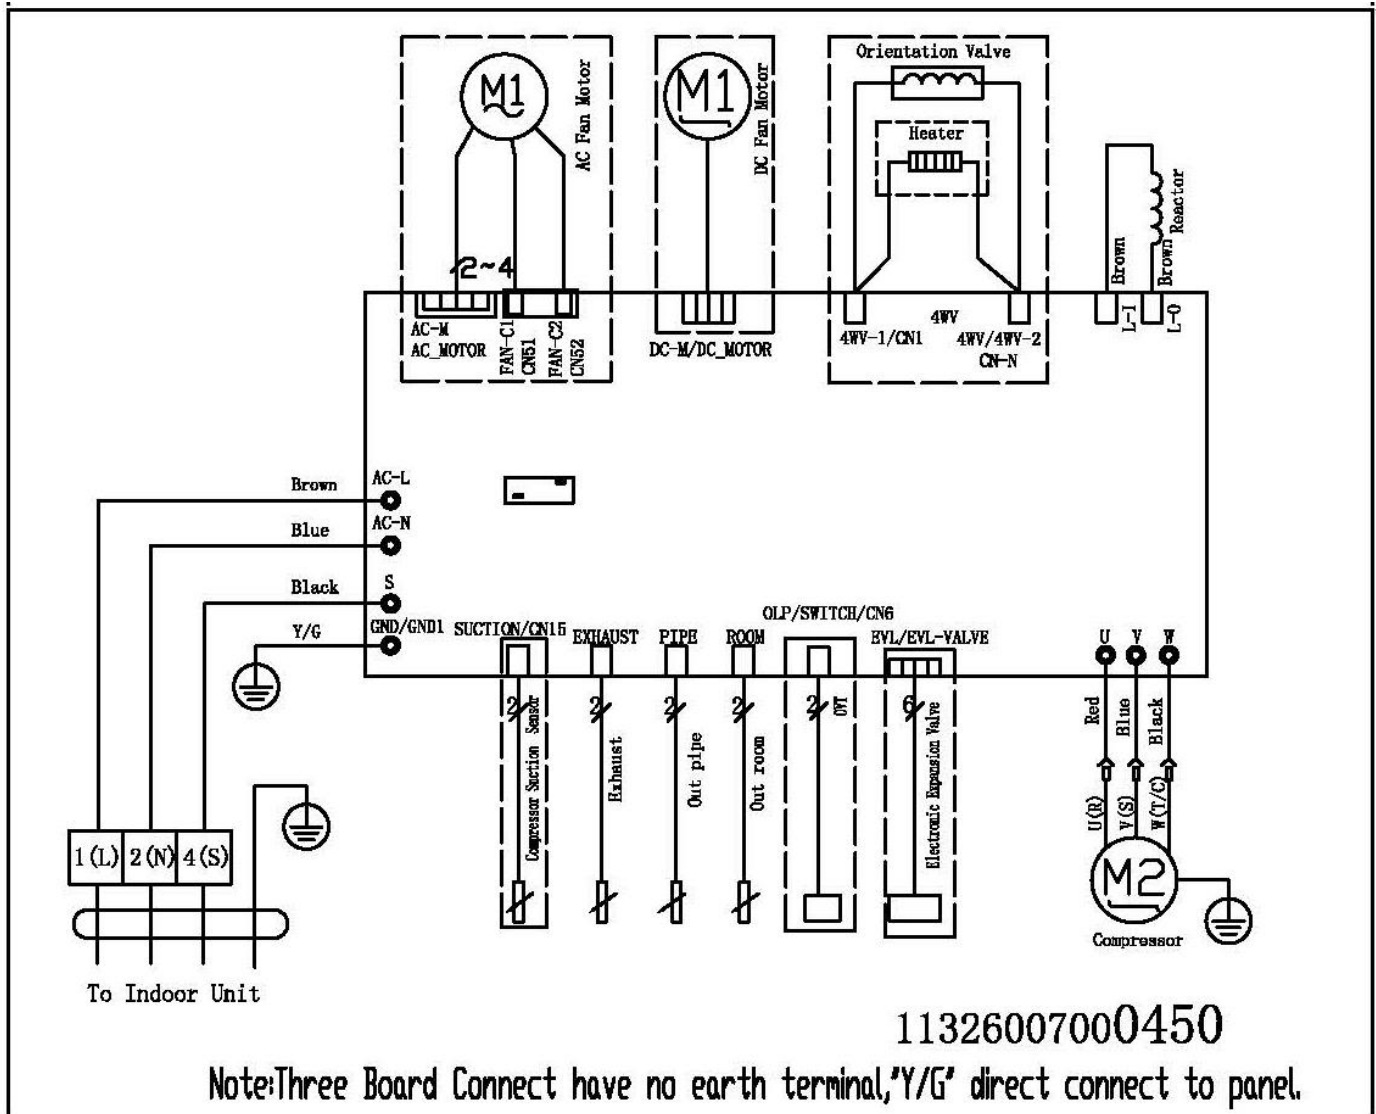 M1
AC Fan Motor
2~4
AC-M
AC_MOTOR
FAN-C1
CN51
FAN-C2
CN52
M1
DC Fan Motor
DC-M/DC_MOTOR
Orientation Valve
Heater
4WV-1/CN1
4WV
4WV/4WV-2
CN-N
Brown
Brown
Reactor
L-I
L-O
Brown
AC-L
Blue
AC-N
Black
S
Y/G
GND/GND1
SUCTION/CN15
EXHAUST
PIPE
ROOM
OLP/SWITCH/CN6
EVL/EVL-VALVE
U
V
W
2
Compressor Suction Sensor
2
Exhaust
2
Out pipe
2
Out room
2
OVT
6
Electronic Expansion Valve
Red
Blue
Black
U(R)
V(S)
W(T/C)
M2
Compressor
1(L)
2(N)
4(S)
To Indoor Unit
11326007000450
Note:Three Board Connect have no earth terminal,"Y/G" direct connect to panel.